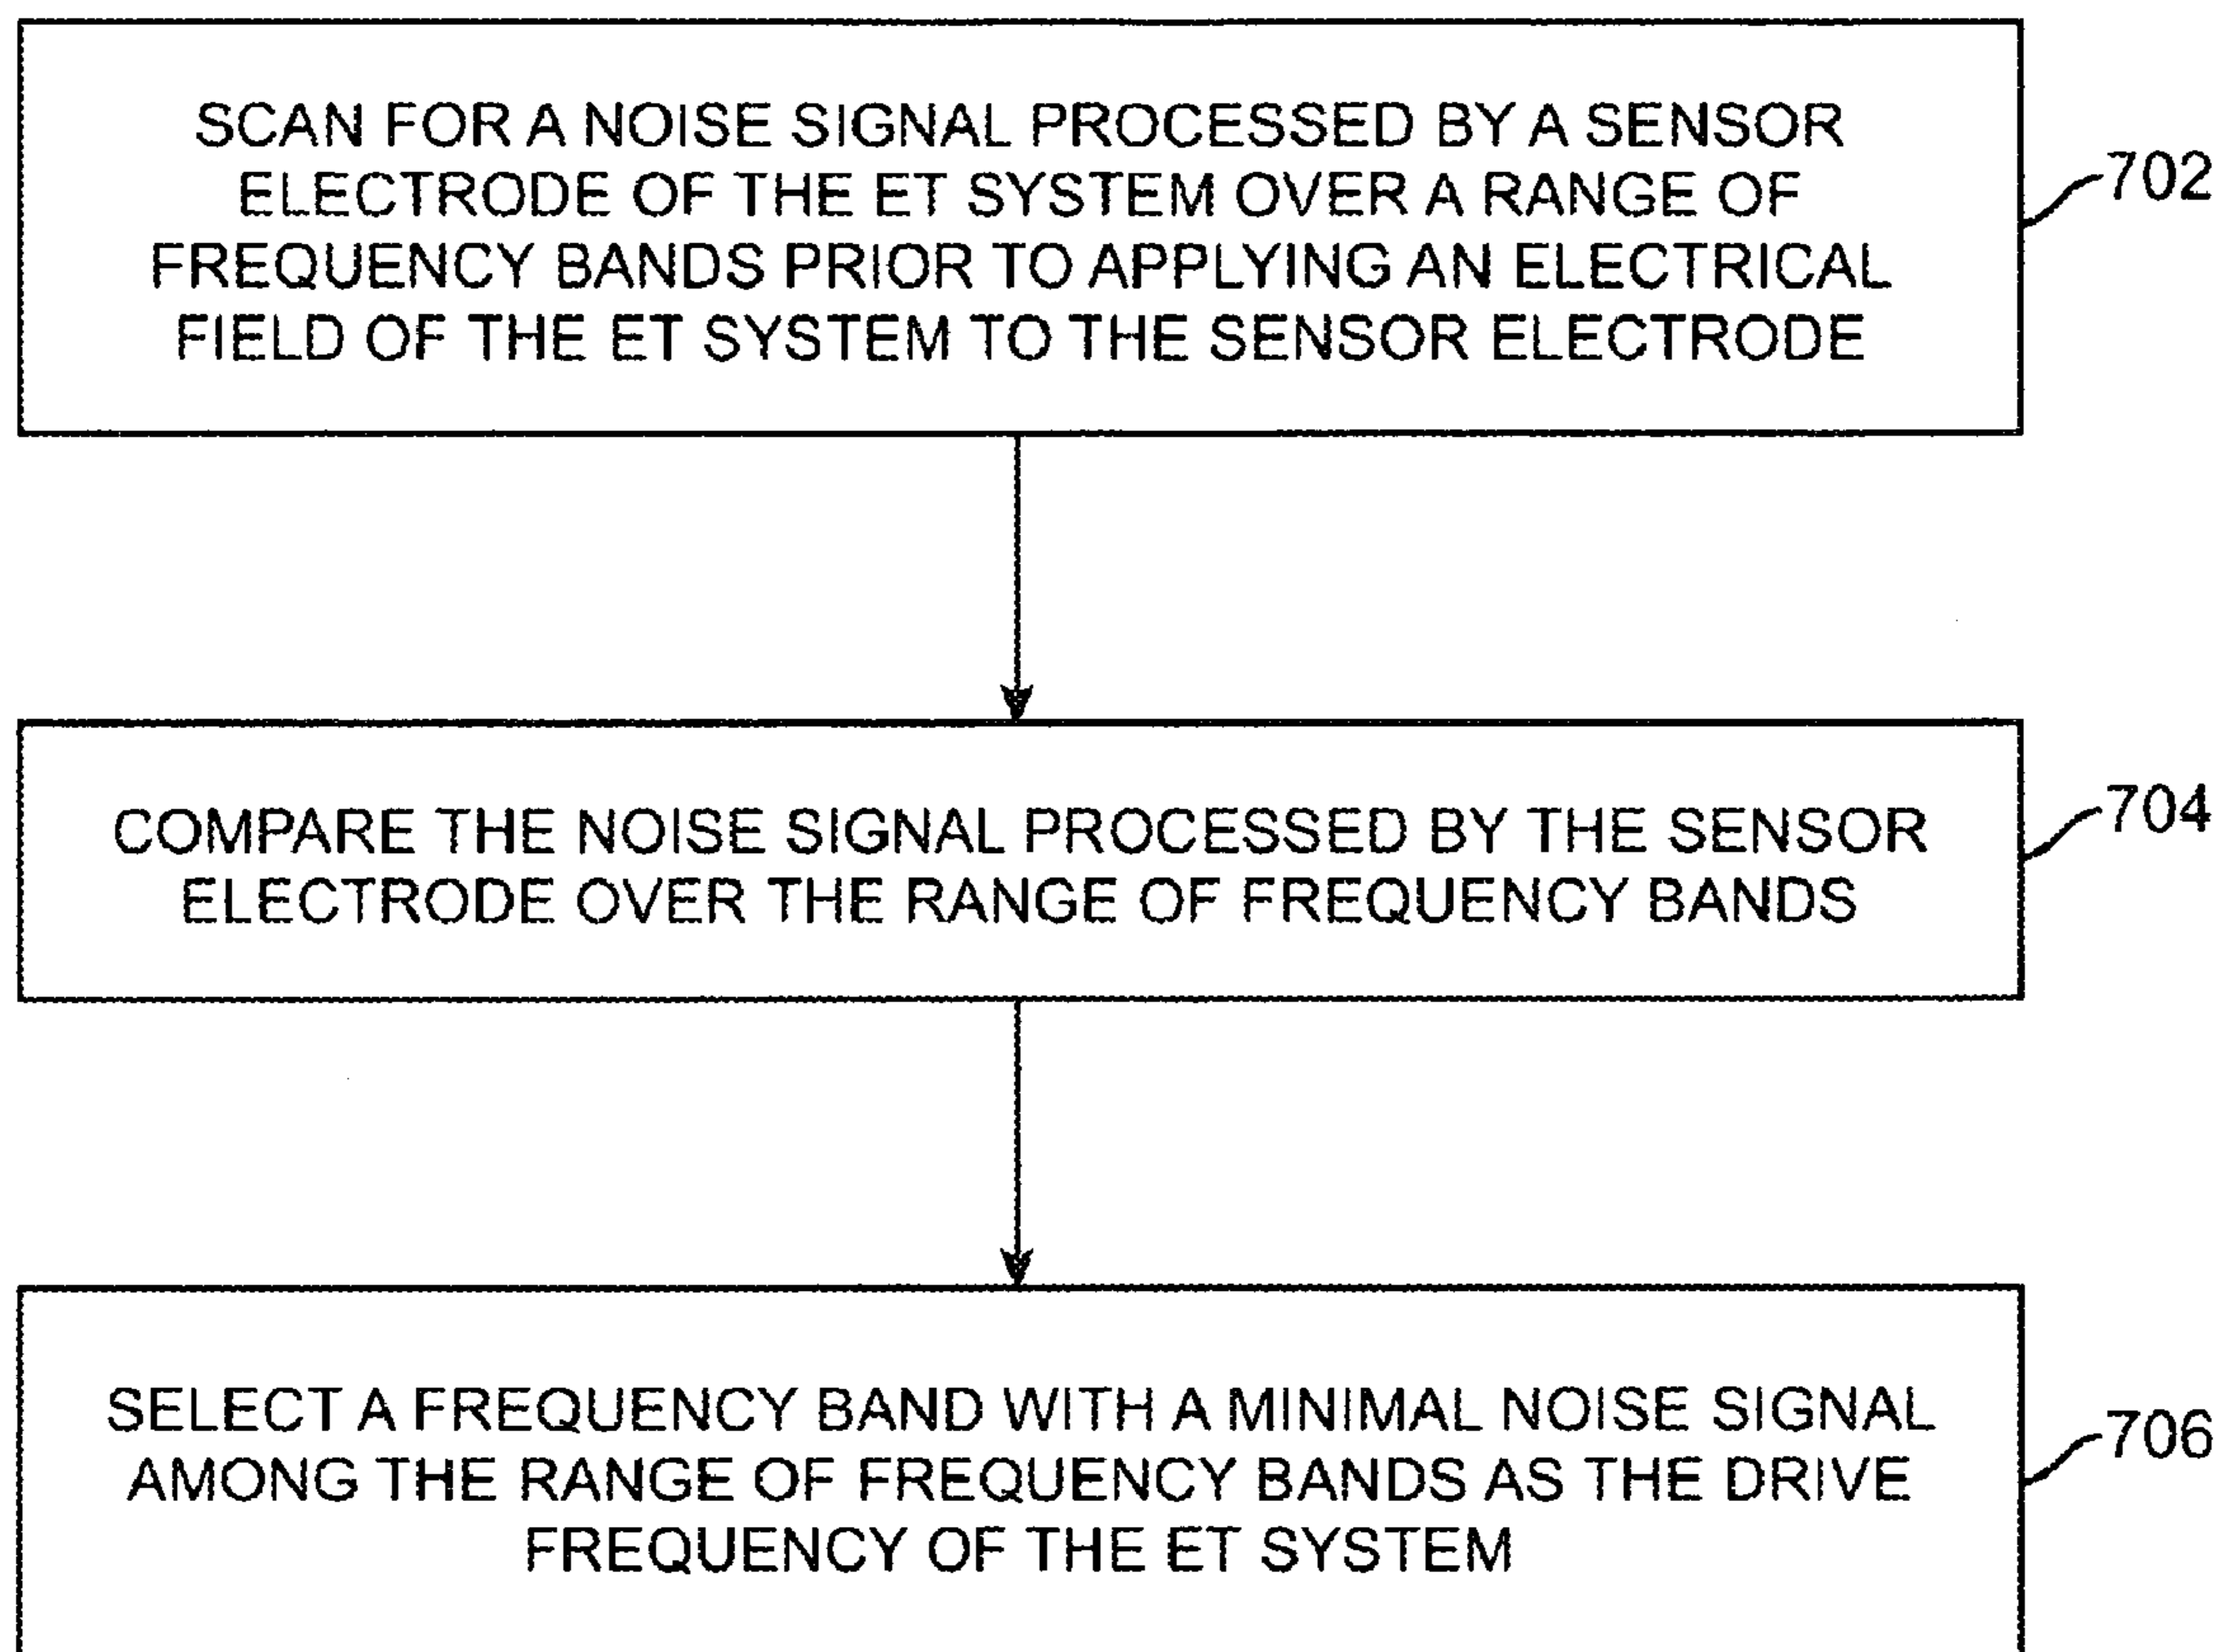 SCAN FOR A NOISE SIGNAL PROCESSED BY A SENSOR
ELECTRODE OF THE ET SYSTEM OVER A RANGE OF
FREQUENCY BANDS PRIOR TO APPLYING AN ELECTRICAL
FIELD OF THE ET SYSTEM TO THE SENSOR ELECTRODE
702
COMPARE THE NOISE SIGNAL PROCESSED BY THE SENSOR
ELECTRODE OVER THE RANGE OF FREQUENCY BANDS
704
SELECT A FREQUENCY BAND WITH A MINIMAL NOISE SIGNAL
AMONG THE RANGE OF FREQUENCY BANDS AS THE DRIVE
FREQUENCY OF THE ET SYSTEM
706